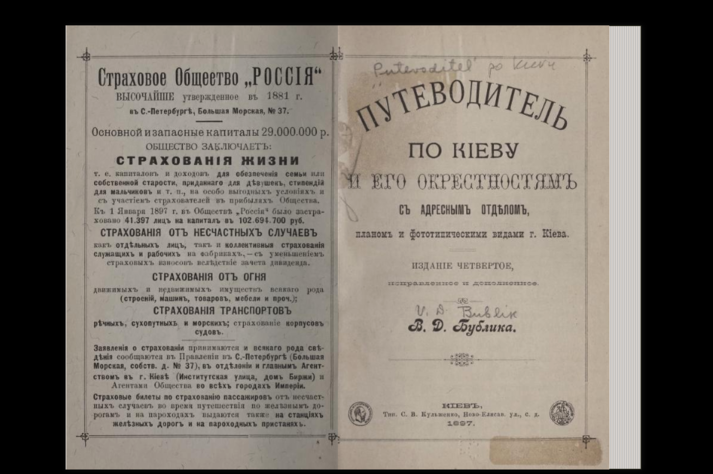 Страховое Общество „РОССІЯ“
ВЫСОЧАЙШЕ утвержденное въ 1881 г.
въ С.-Петербургѣ, Большая Морская, № 37.
Основной и запасные капиталы 29.000.000 р.
ОБЩЕСТВО ЗАКЛЮЧАЕТЪ:
СТРАХОВАНІЯ ЖИЗНИ
т. е. капиталовъ и доходовъ для обезпеченія семьи или
собственной старости, приданнаго для дѣвушекъ, стипендій
для мальчиковъ и т. п., на особо выгодныхъ условіяхъ и
съ участіемъ страхователей въ прибыляхъ Общества.
Къ 1 Января 1897 г. въ Обществѣ „Россія“ было застра-
ховано 41.397 лицъ на капиталъ въ 102.694.700 руб.
СТРАХОВАНІЯ ОТЪ НЕСЧАСТНЫХЪ СЛУЧАЕВЪ
какъ отдѣльныхъ лицъ, такъ и коллективныя страхованія
служащихъ и рабочихъ на фабрикахъ,—съ уменьшеніемъ
страховыхъ взносовъ вслѣдствіе зачета дивиденда.
СТРАХОВАНІЯ ОТЪ ОГНЯ
движимыхъ и недвижимыхъ имуществъ всякаго рода
(строеній, машинъ, товаровъ, мебели и проч.);
СТРАХОВАНІЯ ТРАНСПОРТОВЪ
рѣчныхъ, сухопутныхъ и морскихъ; страхованіе корпусовъ
судовъ.
Заявленія о страхованіи принимаются и всякаго рода свѣ-
дѣнія сообщаются въ Правленіи въ С.-Петербургѣ (Большая
Морская, собств. д. № 37), въ отдѣленіи и главномъ Агент-
ствомъ въ г. Кіевѣ (Институтская улица, домъ Биржи) и
Агентами Общества во всѣхъ городахъ Имперіи.
Страховые билеты по страхованію пассажировъ отъ несчаст-
ныхъ случаевъ во время путешествія по желѣзнымъ до-
рогамъ и на пароходахъ выдаются также на станціяхъ
желѣзныхъ дорогъ и на пароходныхъ пристаняхъ.
"Putevoditel' po Kievu
ПУТЕВОДИТЕЛЬ
ПО КІЕВУ
И ЕГО ОКРЕСТНОСТЯМЪ
СЪ АДРЕСНЫМЪ ОТДѢЛОМЪ,
планомъ и фототипическими видами г. Кіева.
ИЗДАНІЕ ЧЕТВЕРТОЕ,
исправленное и дополненное.
V. D. Bublik
В. Д. Бублика.
КІЕВЪ.
Тип. С. В. Кульженко, Ново-Елисав. ул., с. д.
1897.